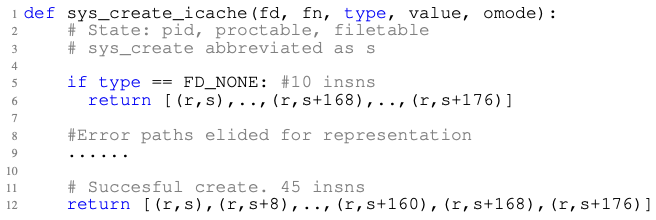 1 def sys_create_icache(fd, fn, type, value, omode):
2 # State: pid, proctable, filetable
3 # sys_create abbreviated as s
4
5 if type == FD_NONE: #10 insns
6 return [(r,s),..,(r,s+168),..,(r,s+176)]
7
8 #Error paths elided for representation
9 ......
10
11 # Succesful create. 45 insns
12 return [(r,s),(r,s+8),..,(r,s+160),(r,s+168),(r,s+176)]